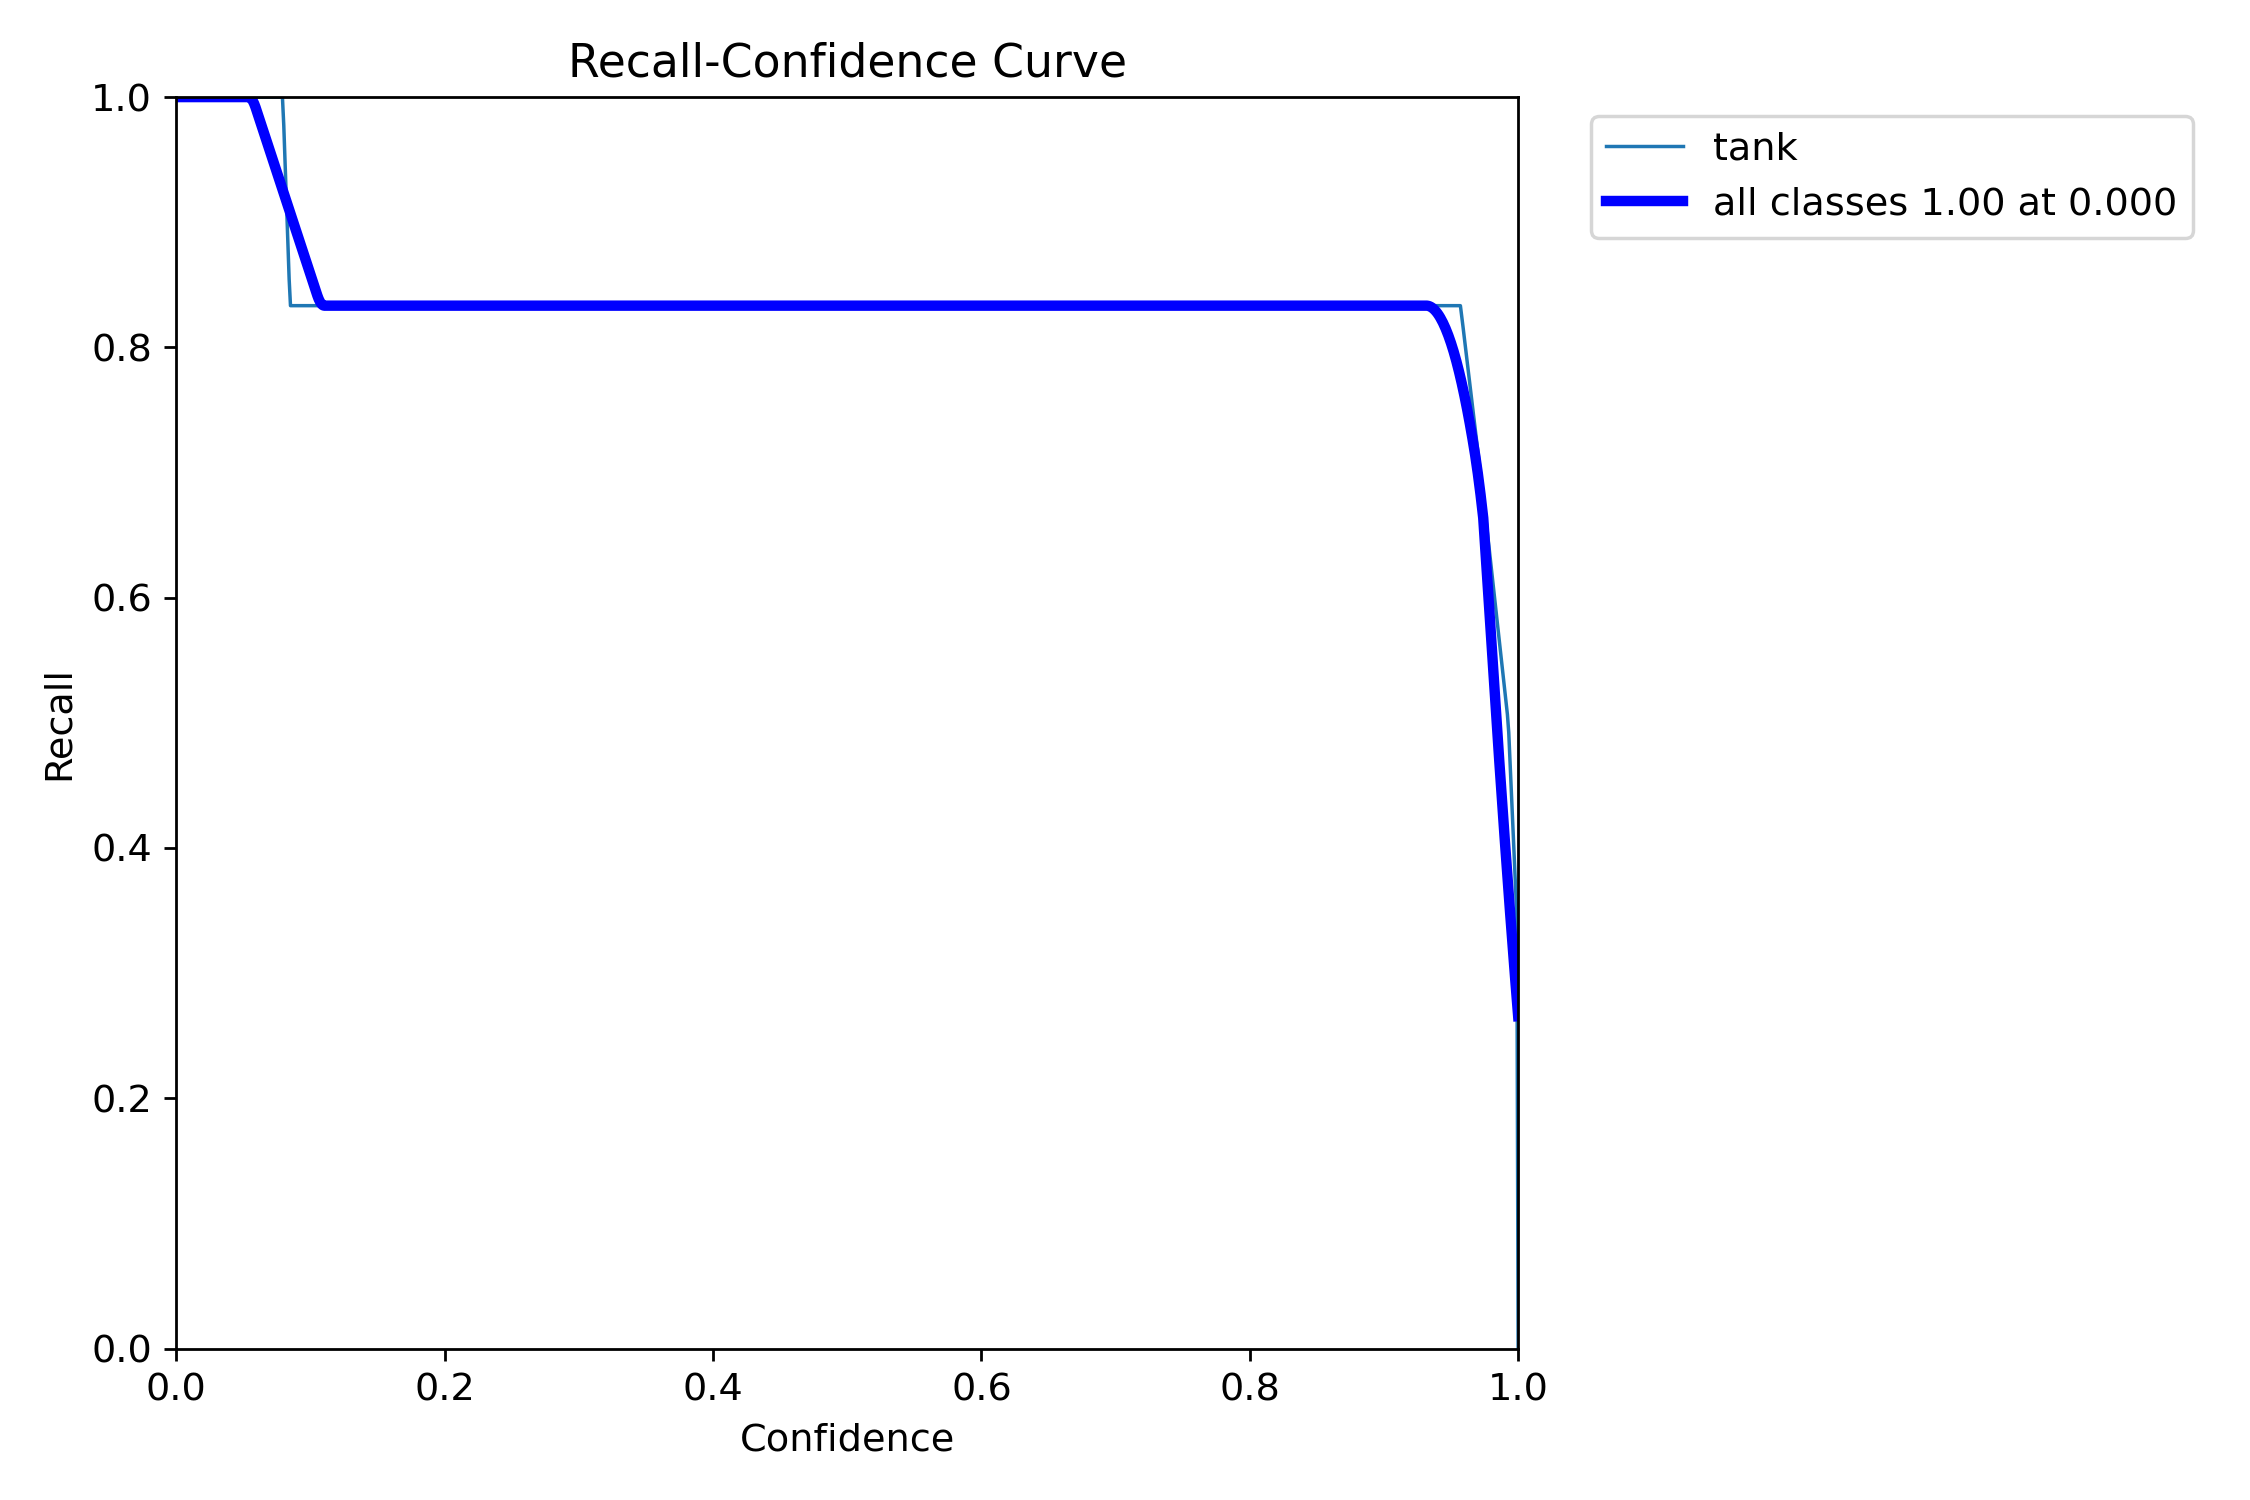 Recall-Confidence Curve
1.0
0.8
0.6
0.4
0.2
0.0
Recall
0.0 0.2 0.4 0.6 0.8 1.0
Confidence
tank
all classes 1.00 at 0.000